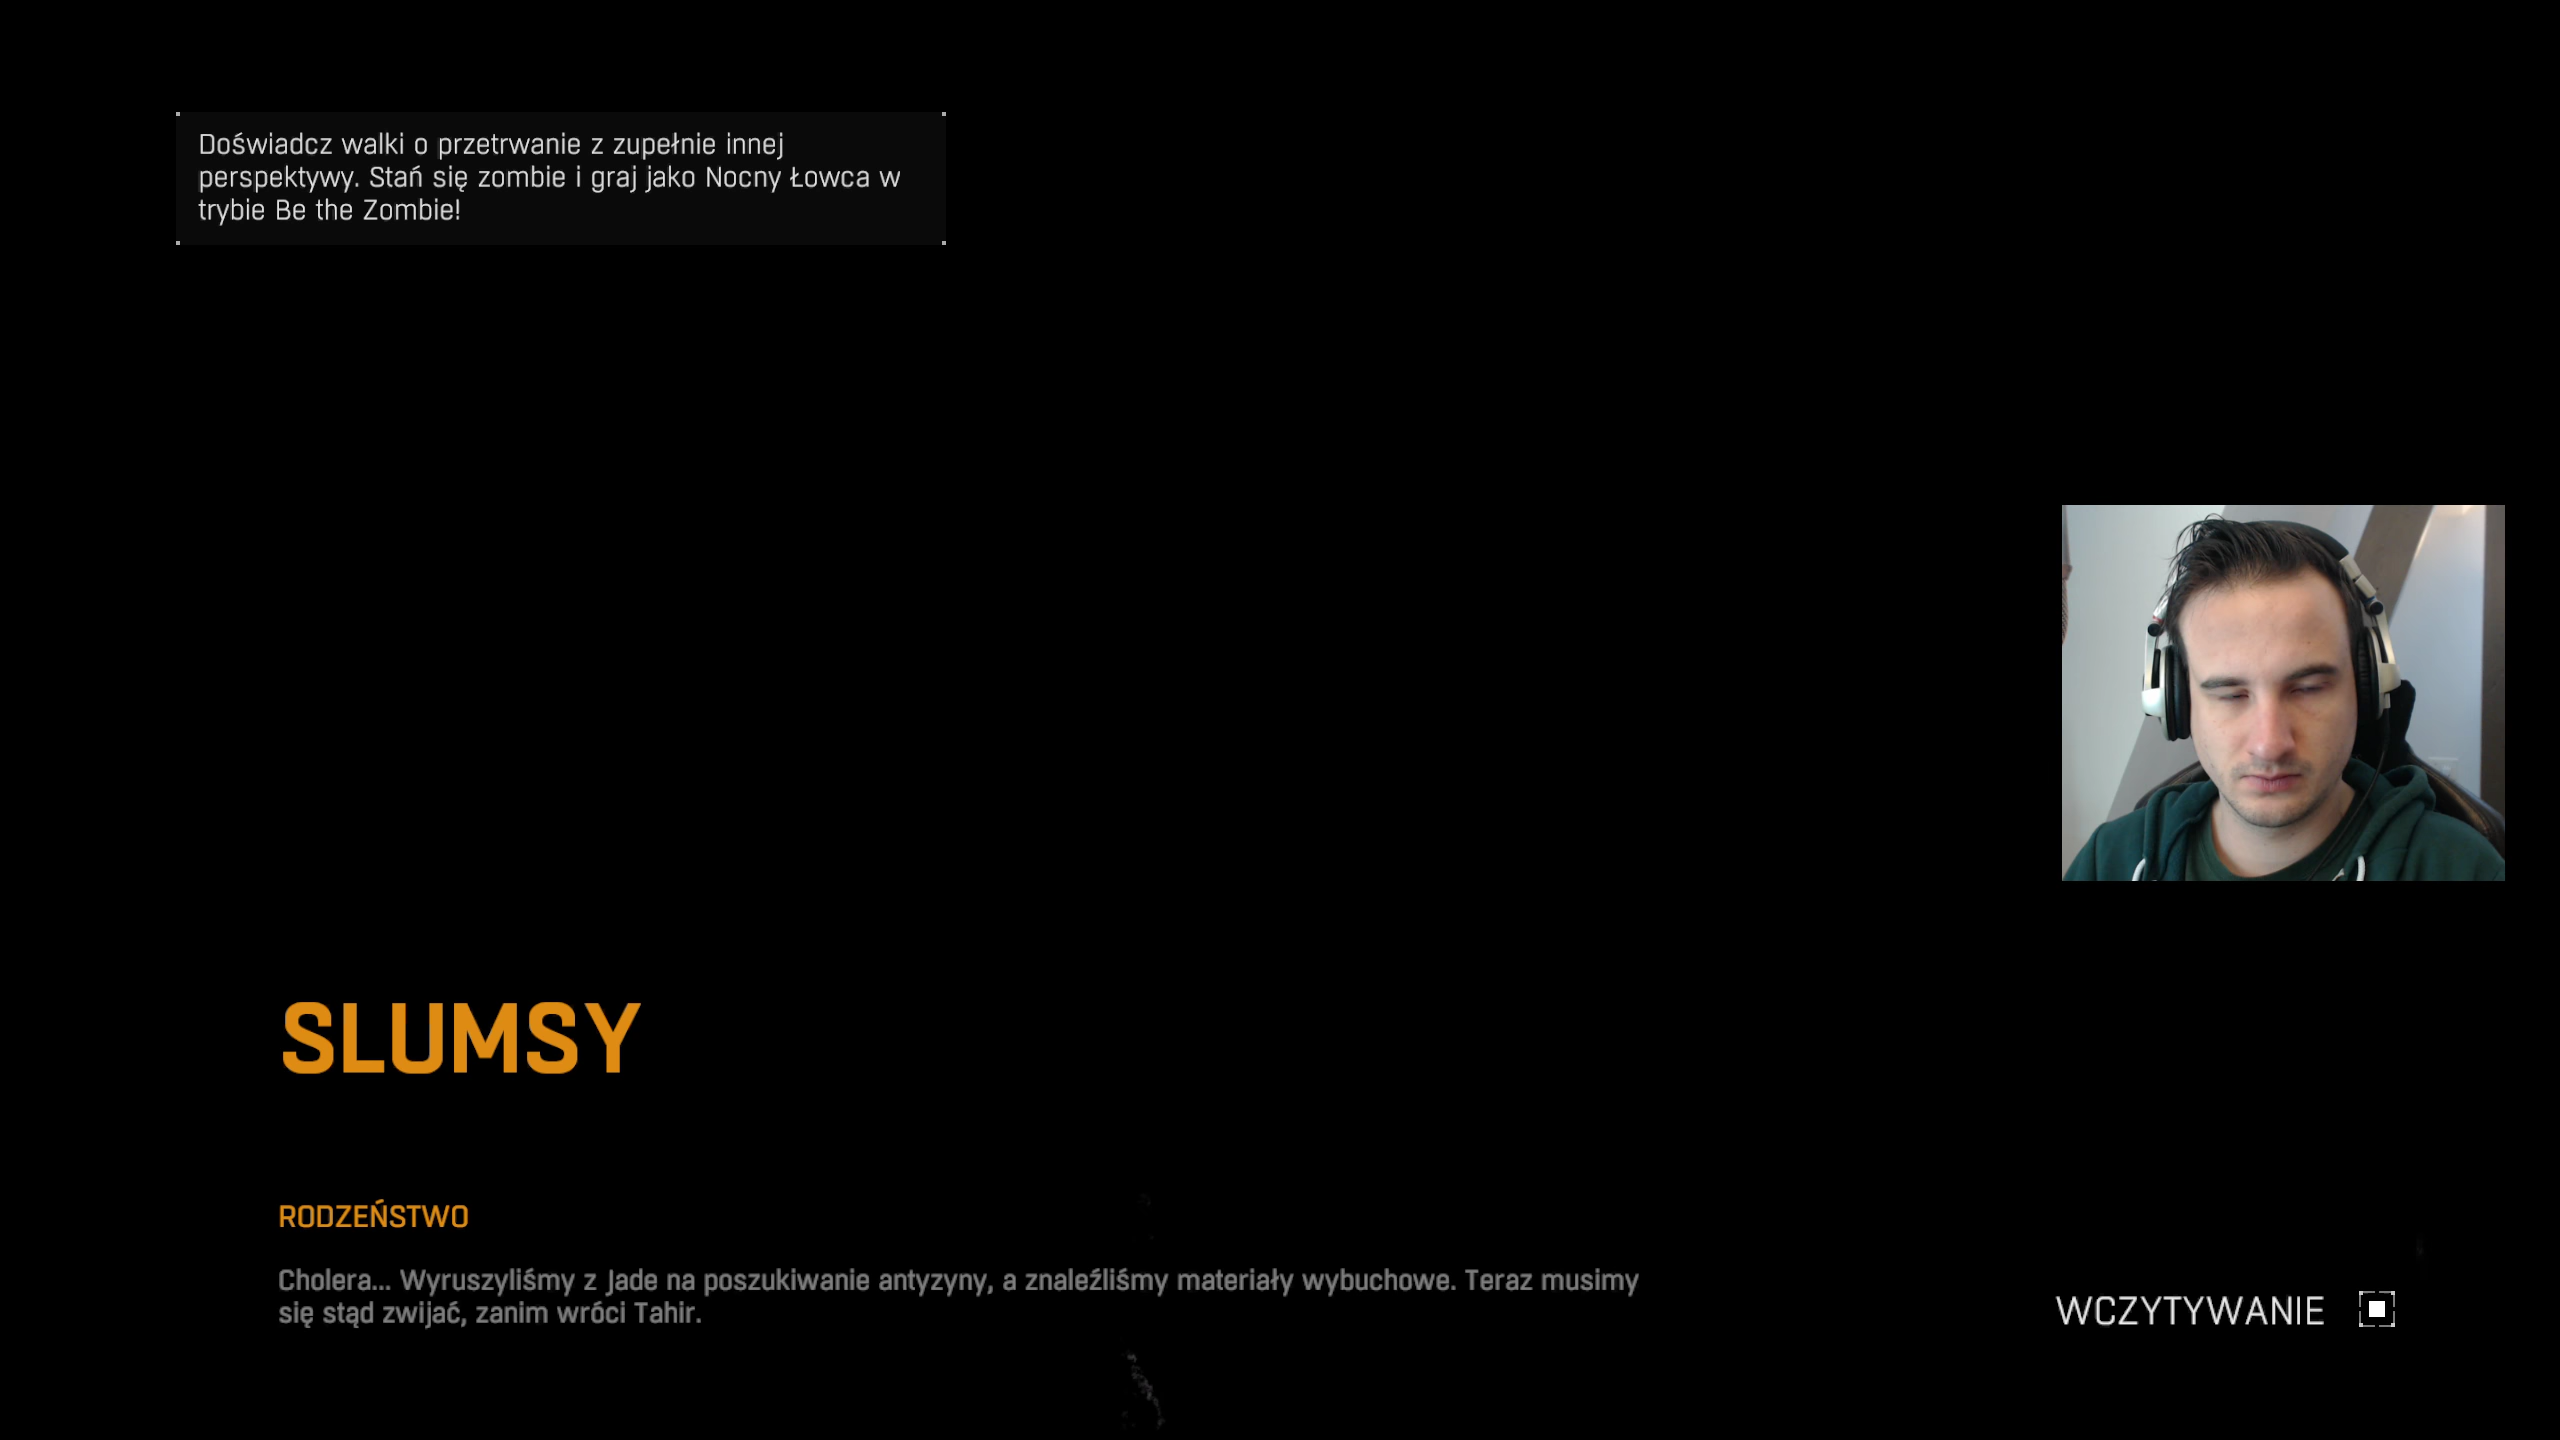 Doświadcz walki o przetrwanie z zupełnie innej
perspektywy. Stań się zombie i graj jako Nocny Łowca w
trybie Be the Zombie!
SLUMSY
RODZEŃSTWO
Cholera... Wyruszyliśmy z Jade na poszukiwanie antyzyny, a znaleźliśmy materiały wybuchowe. Teraz musimy
się stąd zwijać, zanim wróci Tahir.
WCZYTYWANIE